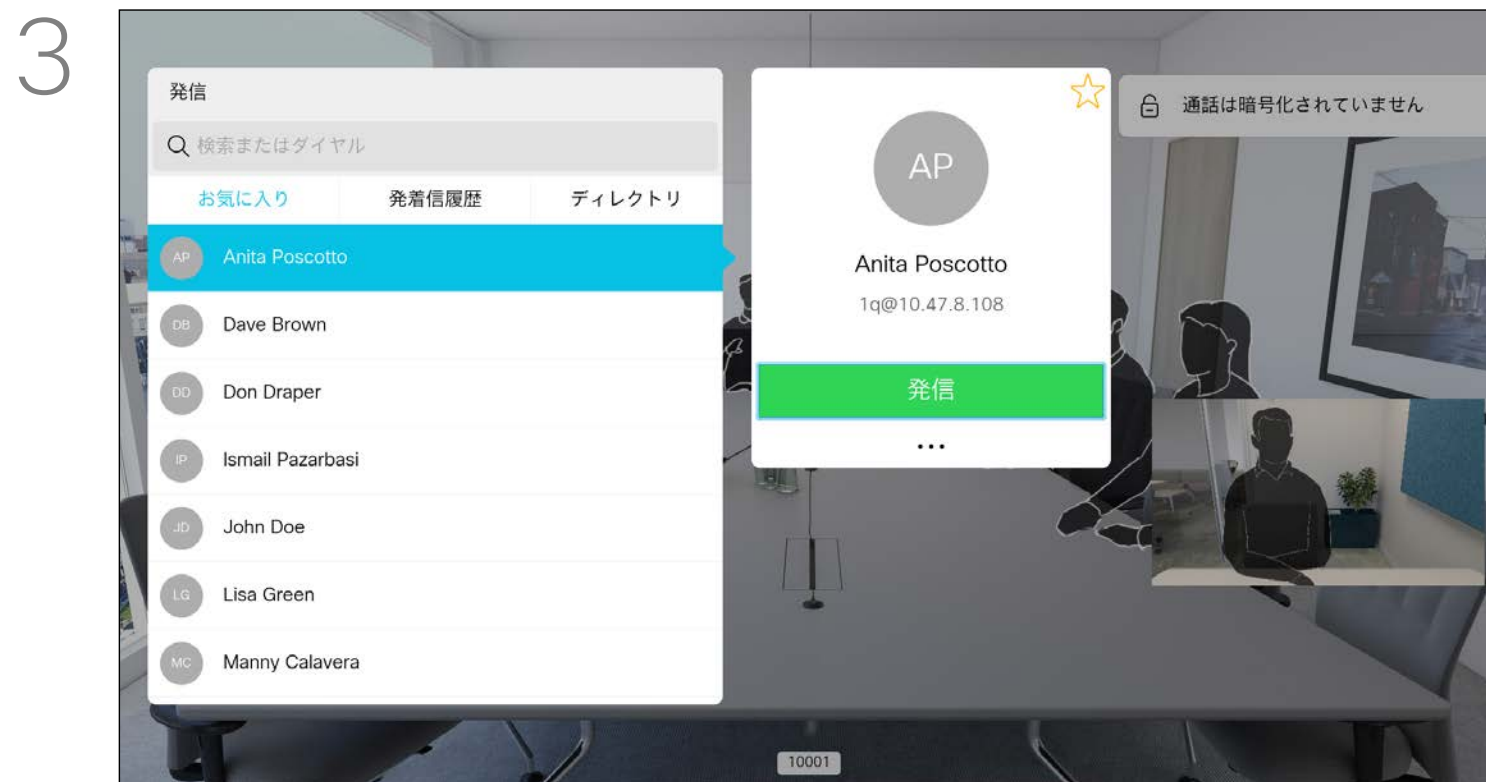 3
発信
検索またはダイヤル
お気に入り 発着信履歴 ディレクトリ
AP Anita Poscotto
DB Dave Brown
DD Don Draper
IP Ismail Pazarbasi
JD John Doe
LG Lisa Green
MC Manny Calavera
AP
Anita Poscotto
1q@10.47.8.108
発信
...
通話は暗号化されていません
10001